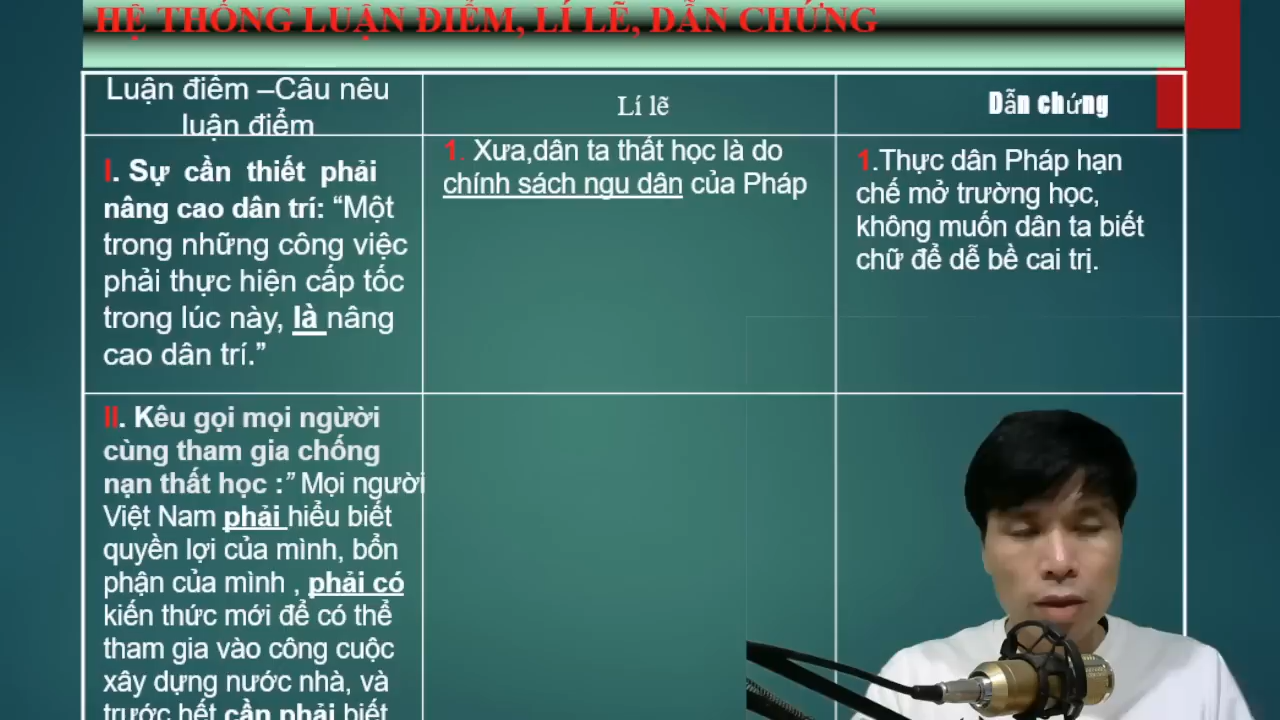 HỆ THỐNG LUẬN ĐIỂM, LÍ LẼ, DẪN CHỨNG
Luận điểm –Câu nêu
luận điểm
Lí lẽ
Dẫn chứng
I. Sự cần thiết phải
nâng cao dân trí: “Một
trong những công việc
phải thực hiện cấp tốc
trong lúc này, là nâng
cao dân trí.”
1. Xưa,dân ta thất học là do
chính sách ngu dân của Pháp
1.Thực dân Pháp hạn
chế mở trường học,
không muốn dân ta biết
chữ để dễ bề cai trị.
II. Kêu gọi mọi ngừời
cùng tham gia chống
nạn thất học :” Mọi người
Việt Nam phải hiểu biết
quyền lợi của mình, bổn
phận của mình , phải có
kiến thức mới để có thể
tham gia vào công cuộc
xây dựng nước nhà, và
trước hết cần phải biết